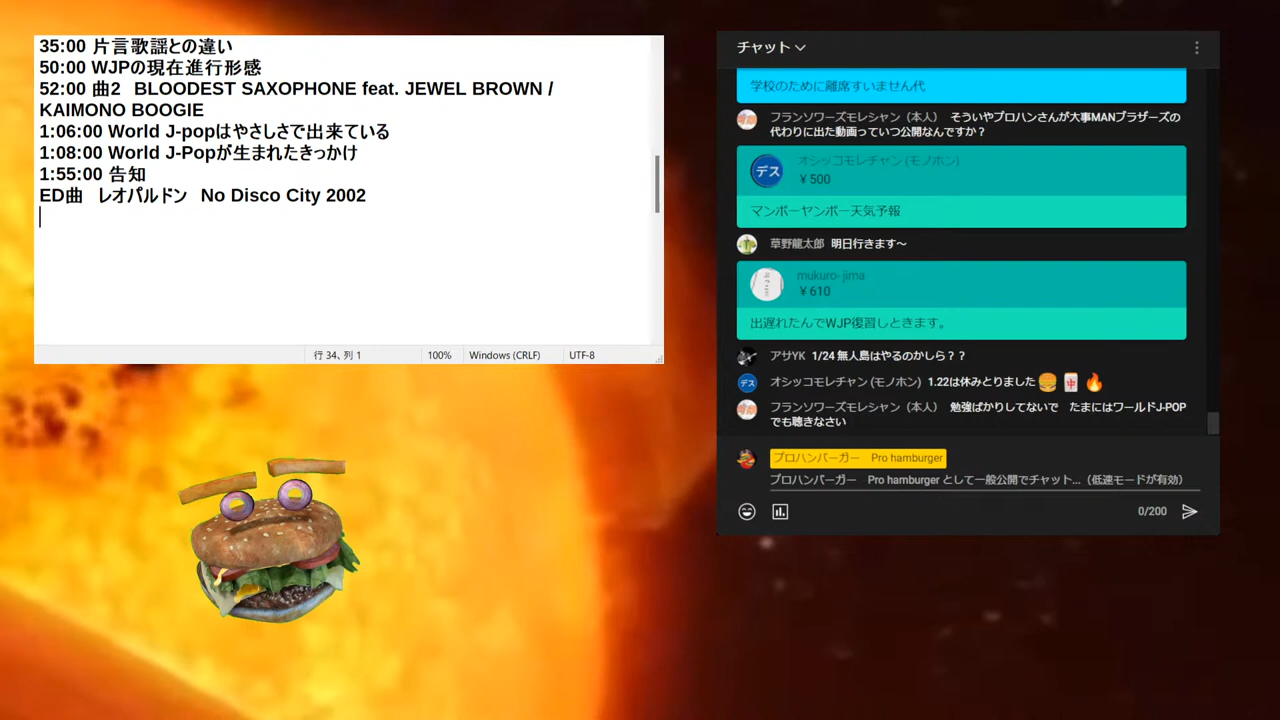 35:00 片言歌謡との違い
50:00 WJPの現在進行形感
52:00 曲2　BLOODEST SAXOPHONE feat. JEWEL BROWN /
KAIMONO BOOGIE
1:06:00 World J-popはやさしさで出来ている
1:08:00 World J-Popが生まれたきっかけ
1:55:00 告知
ED曲　レオパルドン　No Disco City 2002
行 34、列 1
100%
Windows (CRLF)
UTF-8
チャット
学校のために離席すいません代
フランソワーズモレシャン（本人） そういやプロハンさんが大事MANブラザーズの
代わりに出た動画っていつ公開なんですか？
デス
オシッコモレチャン (モノホン)
￥500
マンボーヤンボー天気予報
草野龍太郎 明日行きます〜
mukuro- jima
￥610
出遅れたんでWJP復習しときます。
アサYK 1/24 無人島はやるのかしら？？
デス オシッコモレチャン (モノホン) 1.22は休みとりました🍔🀄🔥
フランソワーズモレシャン（本人） 勉強ばかりしてないで　たまにはワールドJ-POP
でも聴きなさい
プロハンバーガー　Pro hamburger
プロハンバーガー　Pro hamburger として一般公開でチャット...（低速モードが有効）
0/200